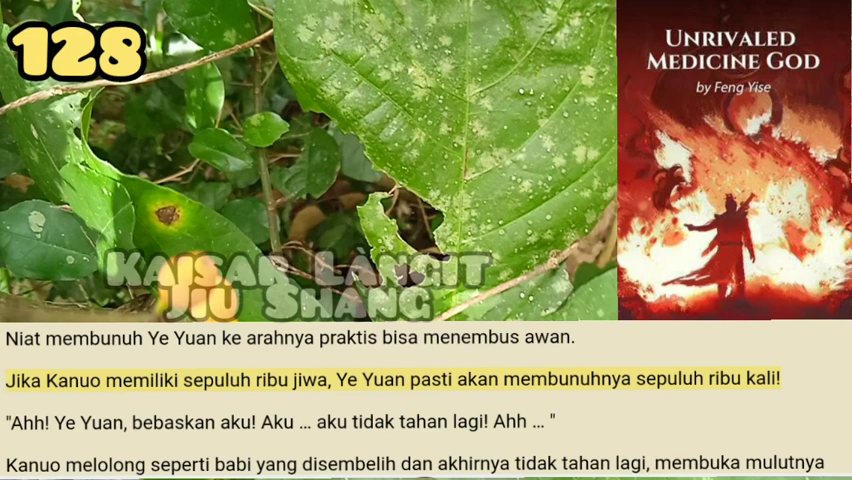 128
UNRIVALED
MEDICINE GOD
by Feng Yise
KAISAR LANGIT
JIU SHANG
Niat membunuh Ye Yuan ke arahnya praktis bisa menembus awan.
Jika Kanuo memiliki sepuluh ribu jiwa, Ye Yuan pasti akan membunuhnya sepuluh ribu kali!
"Ahh! Ye Yuan, bebaskan aku! Aku ... aku tidak tahan lagi! Ahh ... "
Kanuo melolong seperti babi yang disembelih dan akhirnya tidak tahan lagi, membuka mulutnya